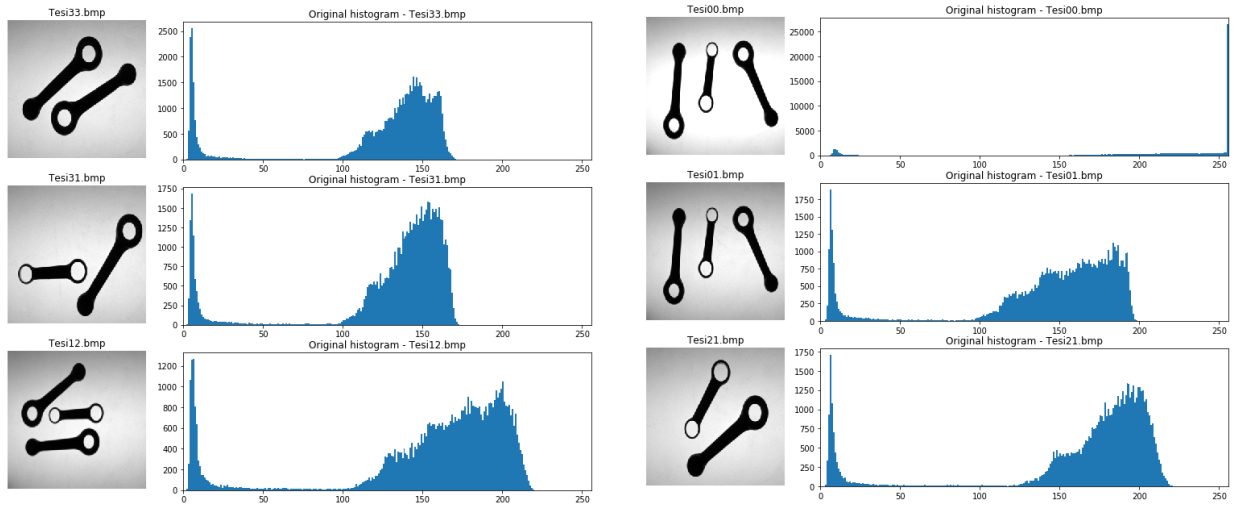 Tesi33.bmp
Original histogram - Tesi33.bmp
2500
2000
1500
1000
500
0
0 50 100 150 200 250
Tesi31.bmp
Original histogram - Tesi31.bmp
1750
1500
1250
1000
750
500
250
0
0 50 100 150 200 250
Tesi12.bmp
Original histogram - Tesi12.bmp
1200
1000
800
600
400
200
0
0 50 100 150 200 250
Tesi00.bmp
Original histogram - Tesi00.bmp
25000
20000
15000
10000
5000
0
0 50 100 150 200 250
Tesi01.bmp
Original histogram - Tesi01.bmp
1750
1500
1250
1000
750
500
250
0
0 50 100 150 200 250
Tesi21.bmp
Original histogram - Tesi21.bmp
1750
1500
1250
1000
750
500
250
0
0 50 100 150 200 250